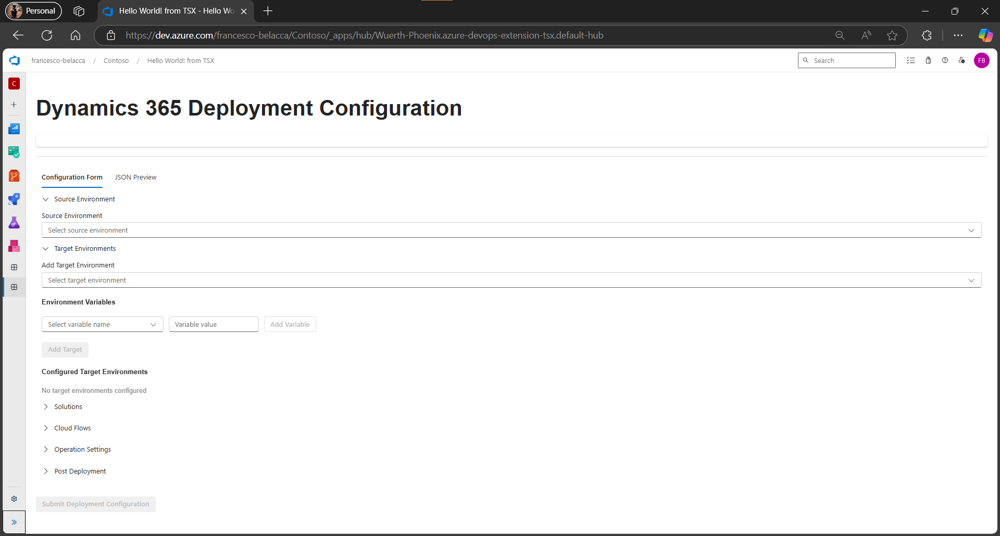 Personal
Hello World! from TSX - Hello Wo
https://dev.azure.com/francesco-belacca/Contoso/_apps/hub/Wuerth-Phoenix.azure-devops-extension-tsx.default-hub
francesco-belacca / Contoso / Hello World! from TSX
Search
FB
C
Dynamics 365 Deployment Configuration
Configuration Form
JSON Preview
Source Environment
Source Environment
Select source environment
Target Environments
Add Target Environment
Select target environment
Environment Variables
Select variable name
Variable value
Add Variable
Add Target
Configured Target Environments
No target environments configured
Solutions
Cloud Flows
Operation Settings
Post Deployment
Submit Deployment Configuration